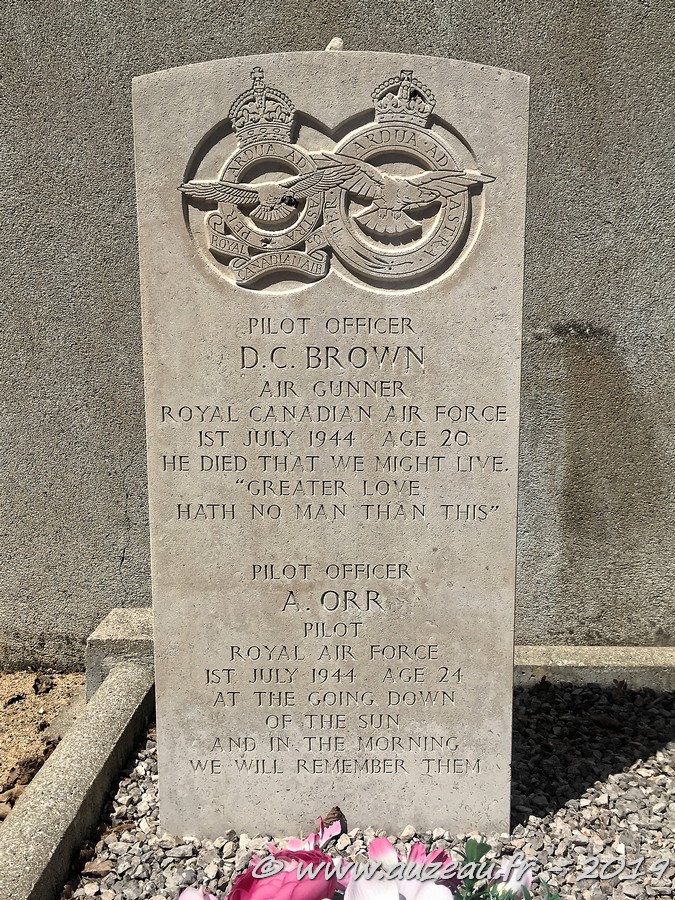 PER ARDUA AD ASTRA
ROYAL
CANADIAN AIR
PER ARDUA AD ASTRA
PILOT OFFICER
D.C. BROWN
AIR GUNNER
ROYAL CANADIAN AIR FORCE
1ST JULY 1944 AGE 20
HE DIED THAT WE MIGHT LIVE.
"GREATER LOVE
HATH NO MAN THAN THIS"
PILOT OFFICER
A. ORR
PILOT
ROYAL AIR FORCE
1ST JULY 1944 AGE 24
AT THE GOING DOWN
OF THE SUN
AND IN THE MORNING
WE WILL REMEMBER THEM
© www.duzeau.fr - 2019